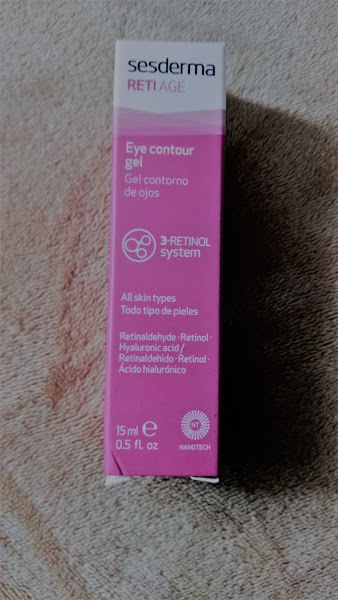 sesderma
RETI AGE
Eye contour
gel
Gel contorno
de ojos
3-RETINOL
system
All skin types
Todo tipo de pieles
Retinaldehyde · Retinol ·
Hyaluronic acid /
Retinaldehido · Retinol ·
Ácido hialurónico
15 ml e
0.5 fl. oz
NT
NANOTECH